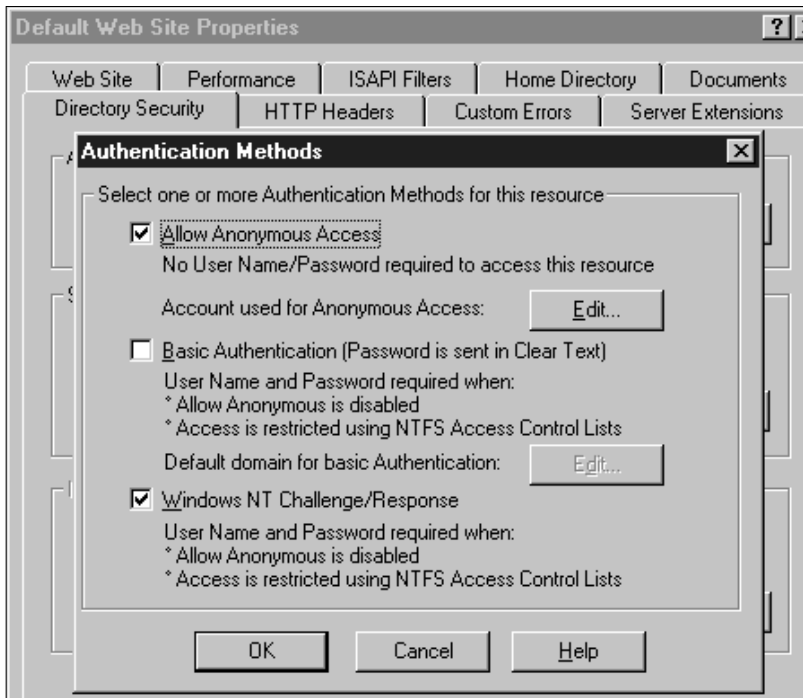 Default Web Site Properties
Web Site Performance ISAPI Filters Home Directory Documents
Directory Security HTTP Headers Custom Errors Server Extensions
Authentication Methods
Select one or more Authentication Methods for this resource
Allow Anonymous Access
No User Name/Password required to access this resource
Account used for Anonymous Access: Edit...
Basic Authentication (Password is sent in Clear Text)
User Name and Password required when:
* Allow Anonymous is disabled
* Access is restricted using NTFS Access Control Lists
Default domain for basic Authentication: Edit...
Windows NT Challenge/Response
User Name and Password required when:
* Allow Anonymous is disabled
* Access is restricted using NTFS Access Control Lists
OK Cancel Help